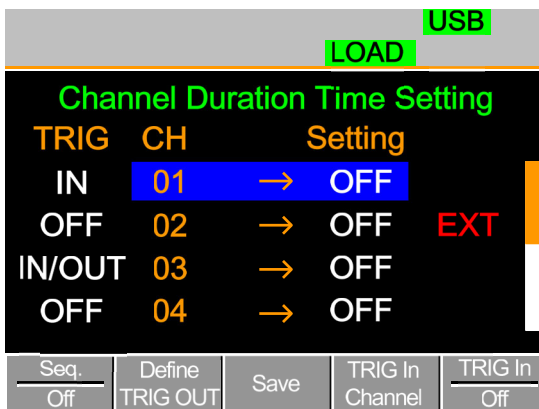 USB
LOAD
Channel Duration Time Setting
TRIG CH Setting
IN 01 → OFF
OFF 02 → OFF EXT
IN/OUT 03 → OFF
OFF 04 → OFF
Seq. Define Save TRIG In TRIG In
Off TRIG OUT Channel Off